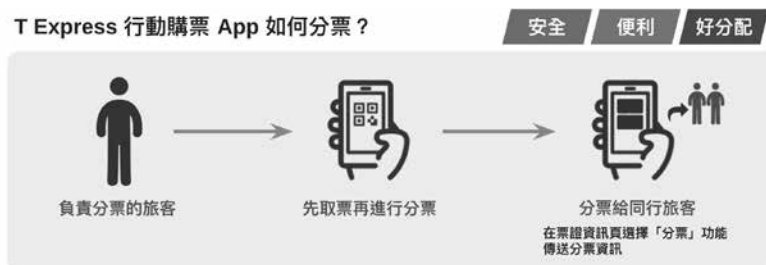 T Express 行動購票 App 如何分票？
安全
便利
好分配
負責分票的旅客
先取票再進行分票
分票給同行旅客
在票證資訊頁選擇「分票」功能
傳送分票資訊